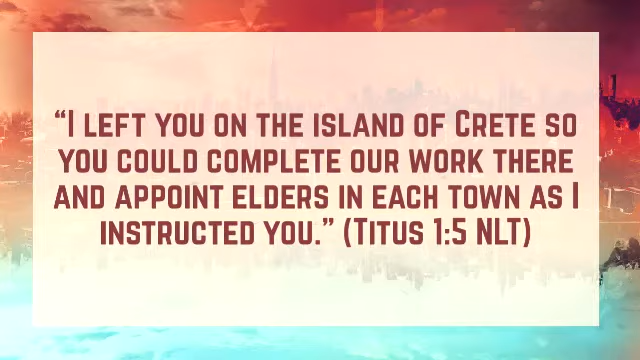 “I left you on the island of Crete so
you could complete our work there
and appoint elders in each town as I
instructed you.” (Titus 1:5 NLT)